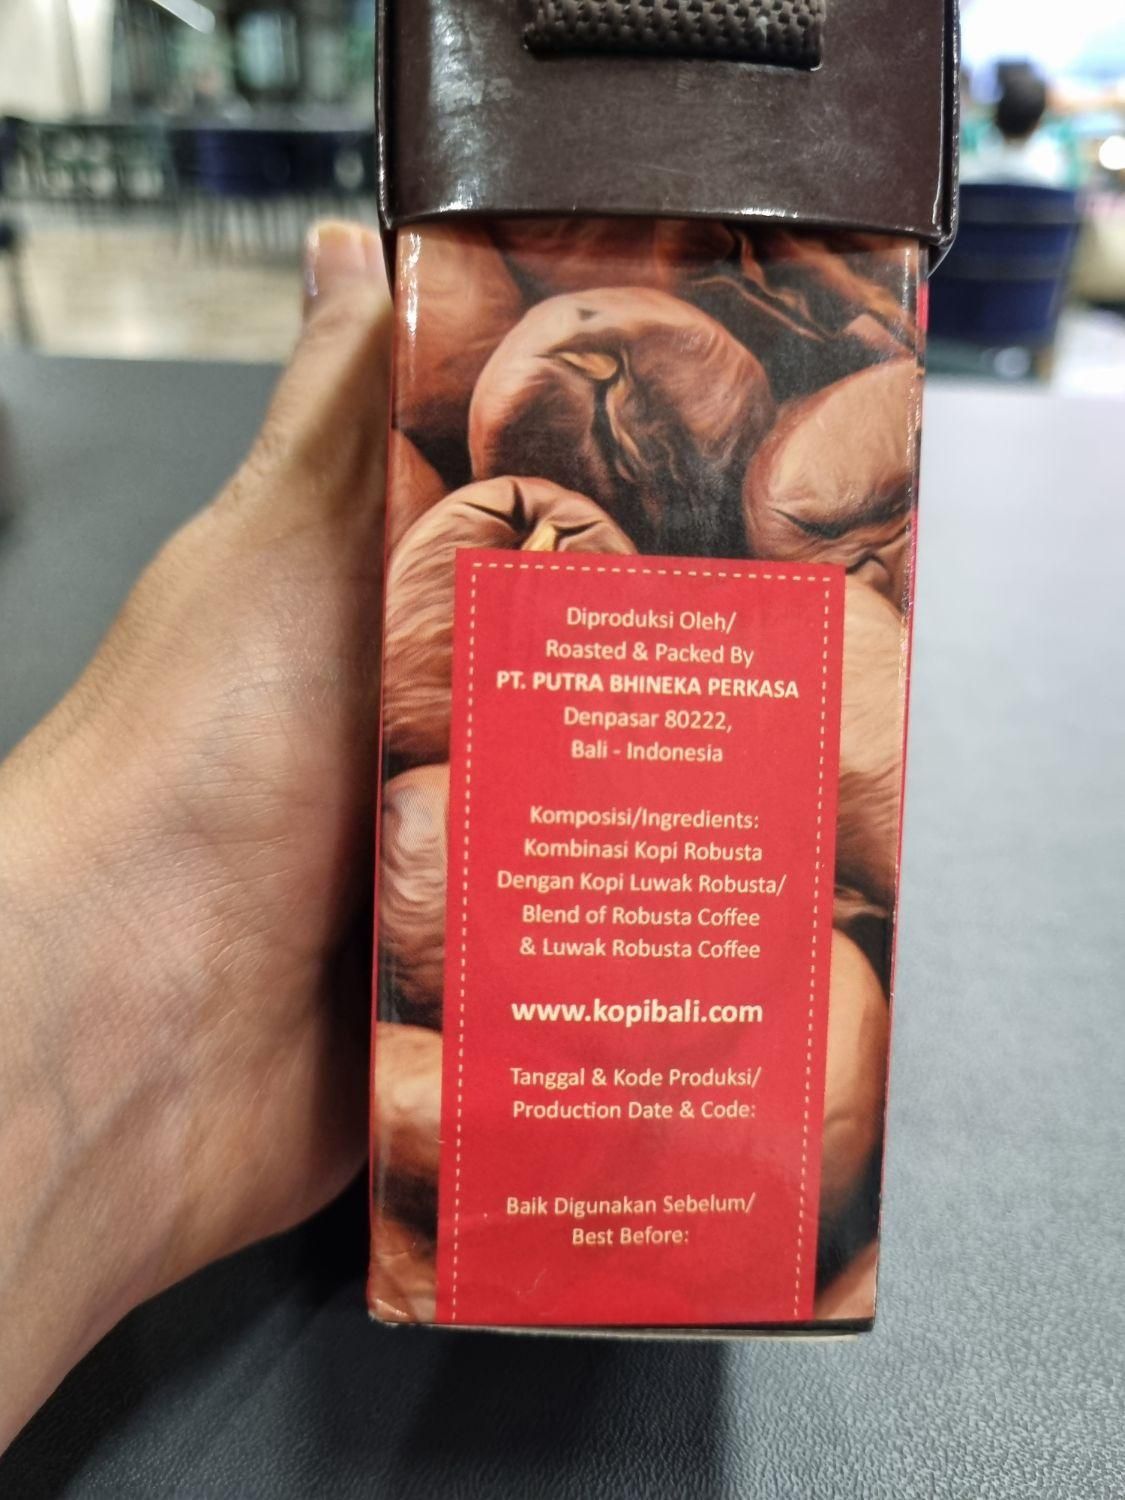 Diproduksi Oleh/
Roasted & Packed By
PT. PUTRA BHINEKA PERKASA
Denpasar 80222,
Bali - Indonesia
Komposisi/Ingredients:
Kombinasi Kopi Robusta
Dengan Kopi Luwak Robusta/
Blend of Robusta Coffee
& Luwak Robusta Coffee
www.kopibali.com
Tanggal & Kode Produksi/
Production Date & Code:
Baik Digunakan Sebelum/
Best Before: